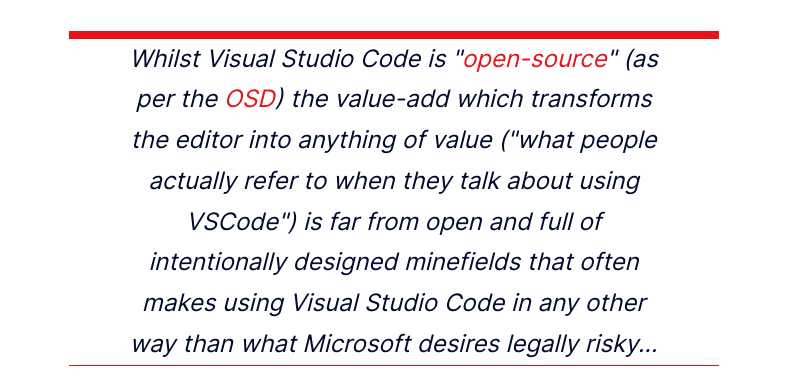 Whilst Visual Studio Code is "open-source" (as
per the OSD) the value-add which transforms
the editor into anything of value ("what people
actually refer to when they talk about using
VSCode") is far from open and full of
intentionally designed minefields that often
makes using Visual Studio Code in any other
way than what Microsoft desires legally risky...